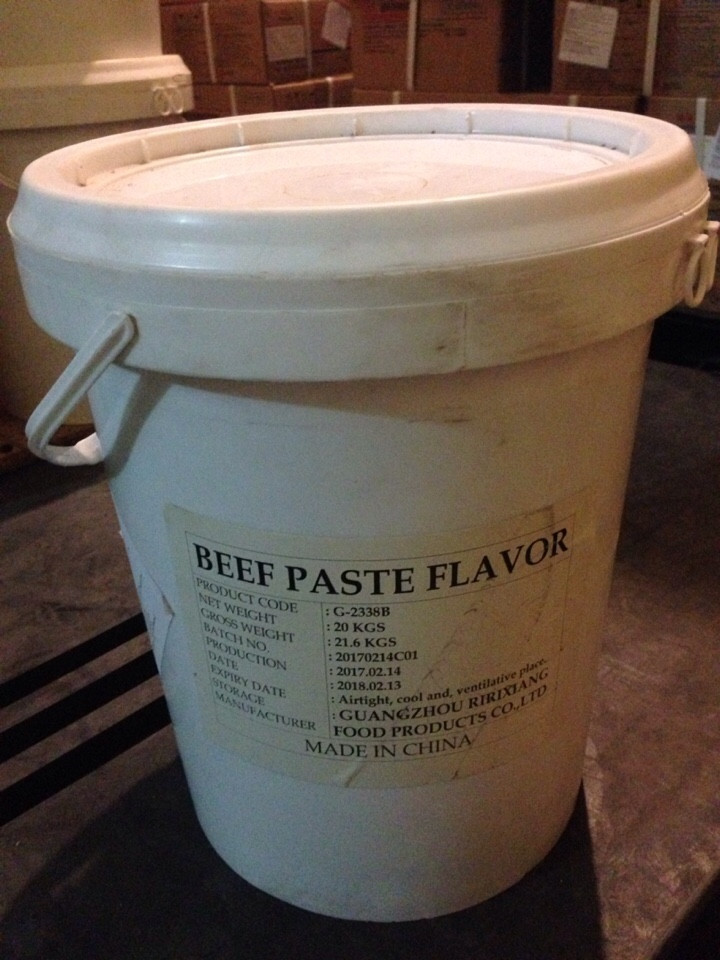 BEEF PASTE FLAVOR
PRODUCT CODE : G-2338B
NET WEIGHT : 20 KGS
GROSS WEIGHT : 21.6 KGS
BATCH NO. : 20170214C01
PRODUCTION DATE : 2017.02.14
EXPIRY DATE : 2018.02.13
STORAGE : Airtight, cool and, ventilative place.
MANUFACTURER : GUANGZHOU RIRIXIANG
FOOD PRODUCTS CO.,LTD
MADE IN CHINA